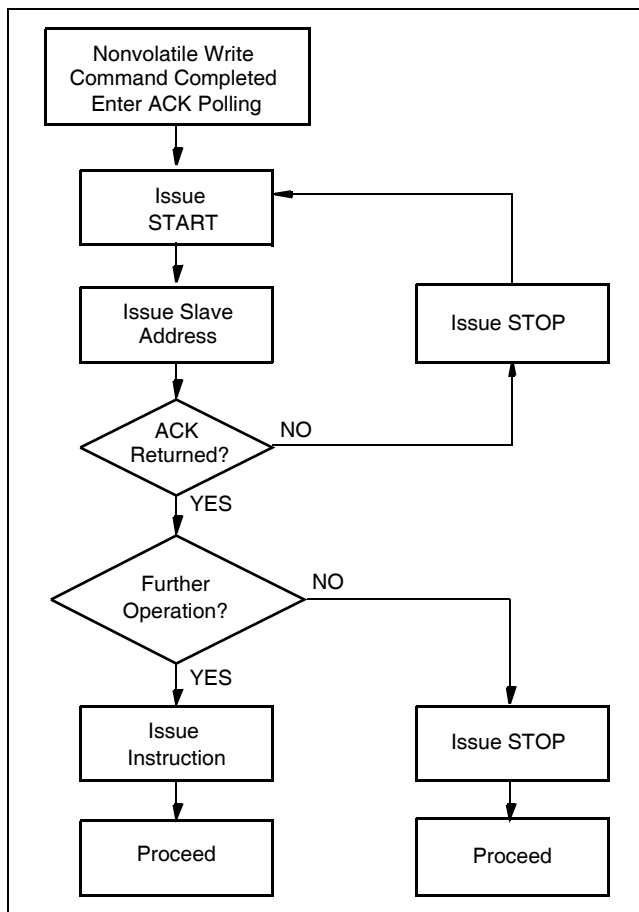 Nonvolatile Write
Command Completed
Enter ACK Polling
Issue
START
Issue Slave
Address
Issue STOP
ACK
Returned?
NO
YES
Further
Operation?
NO
YES
Issue
Instruction
Issue STOP
Proceed
Proceed